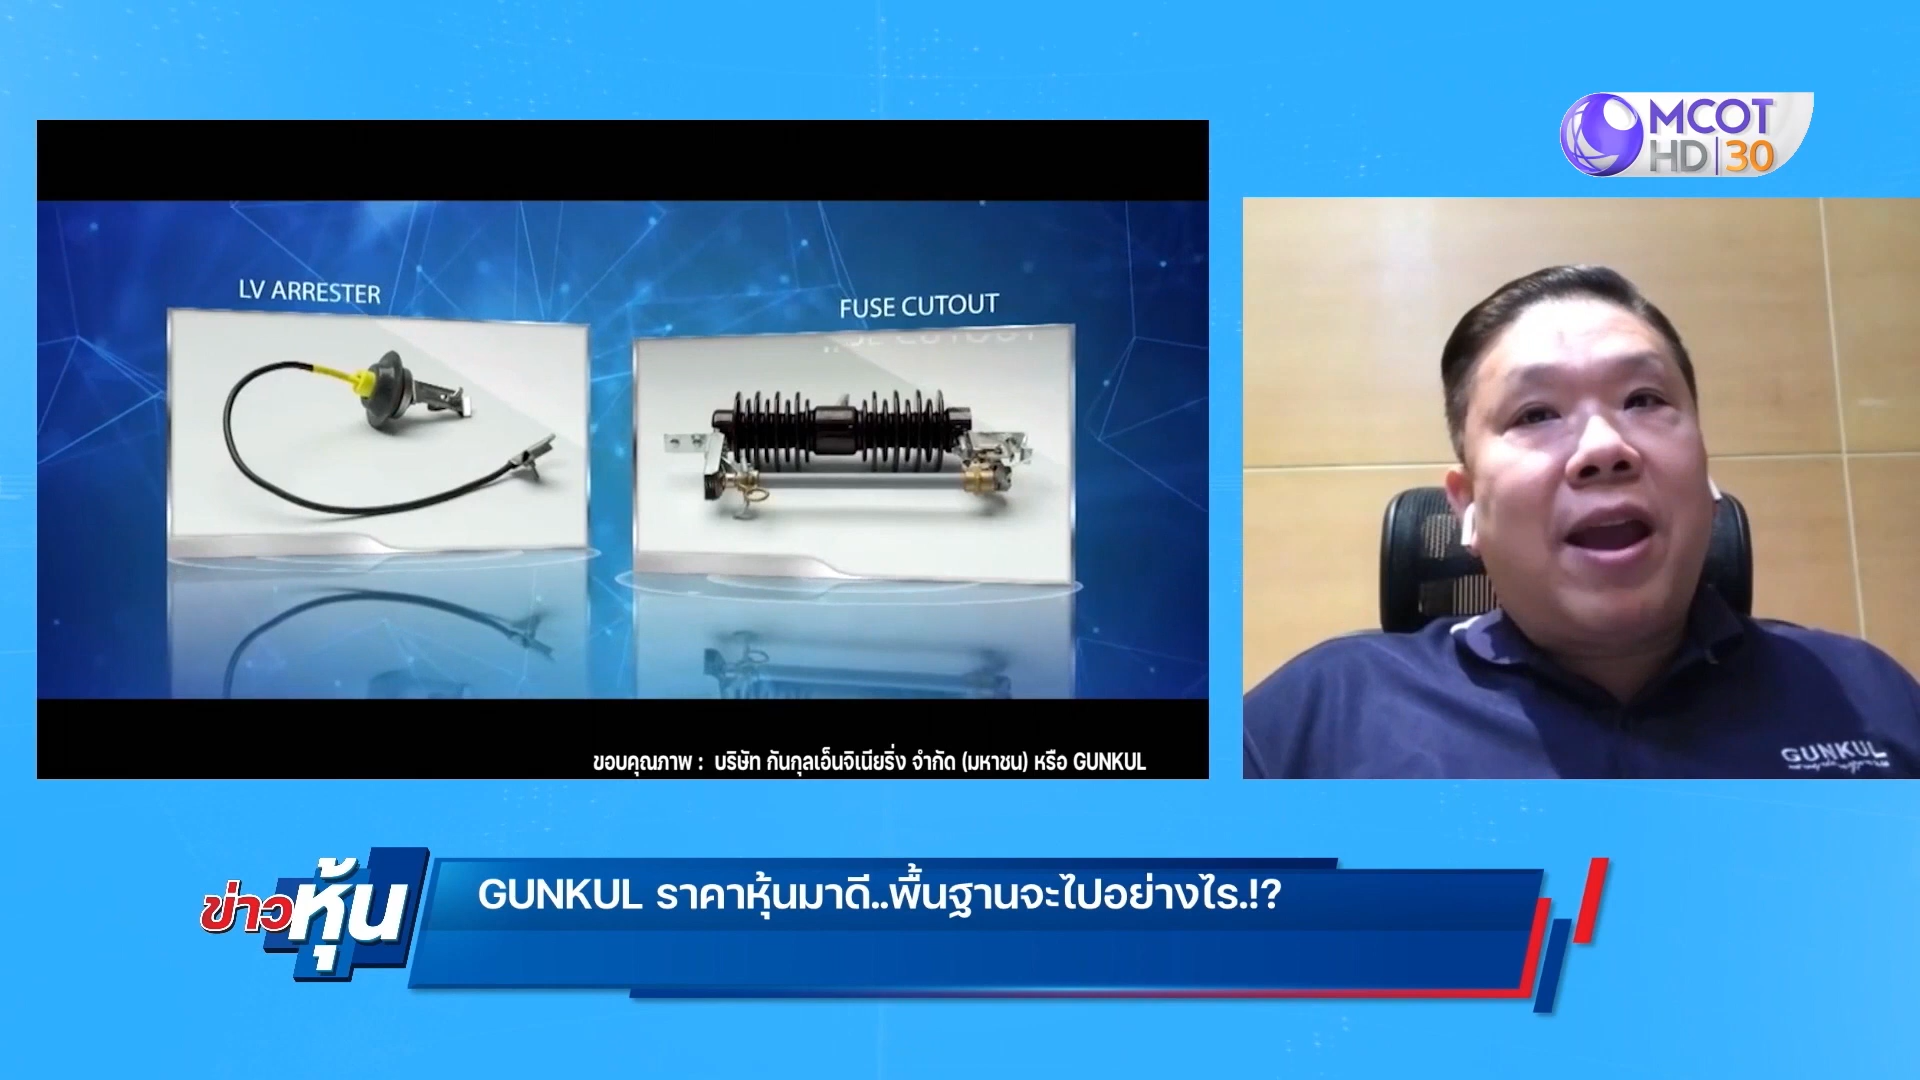 MCOT
HD 30
LV ARRESTER
FUSE CUTOUT
ขอบคุณภาพ : บริษัท กันกุลเอ็นจิเนียริ่ง จำกัด (มหาชน) หรือ GUNKUL
GUNKUL
ข่าวหุ้น
GUNKUL ราคาหุ้นมาดี..พื้นฐานจะไปอย่างไร.!?